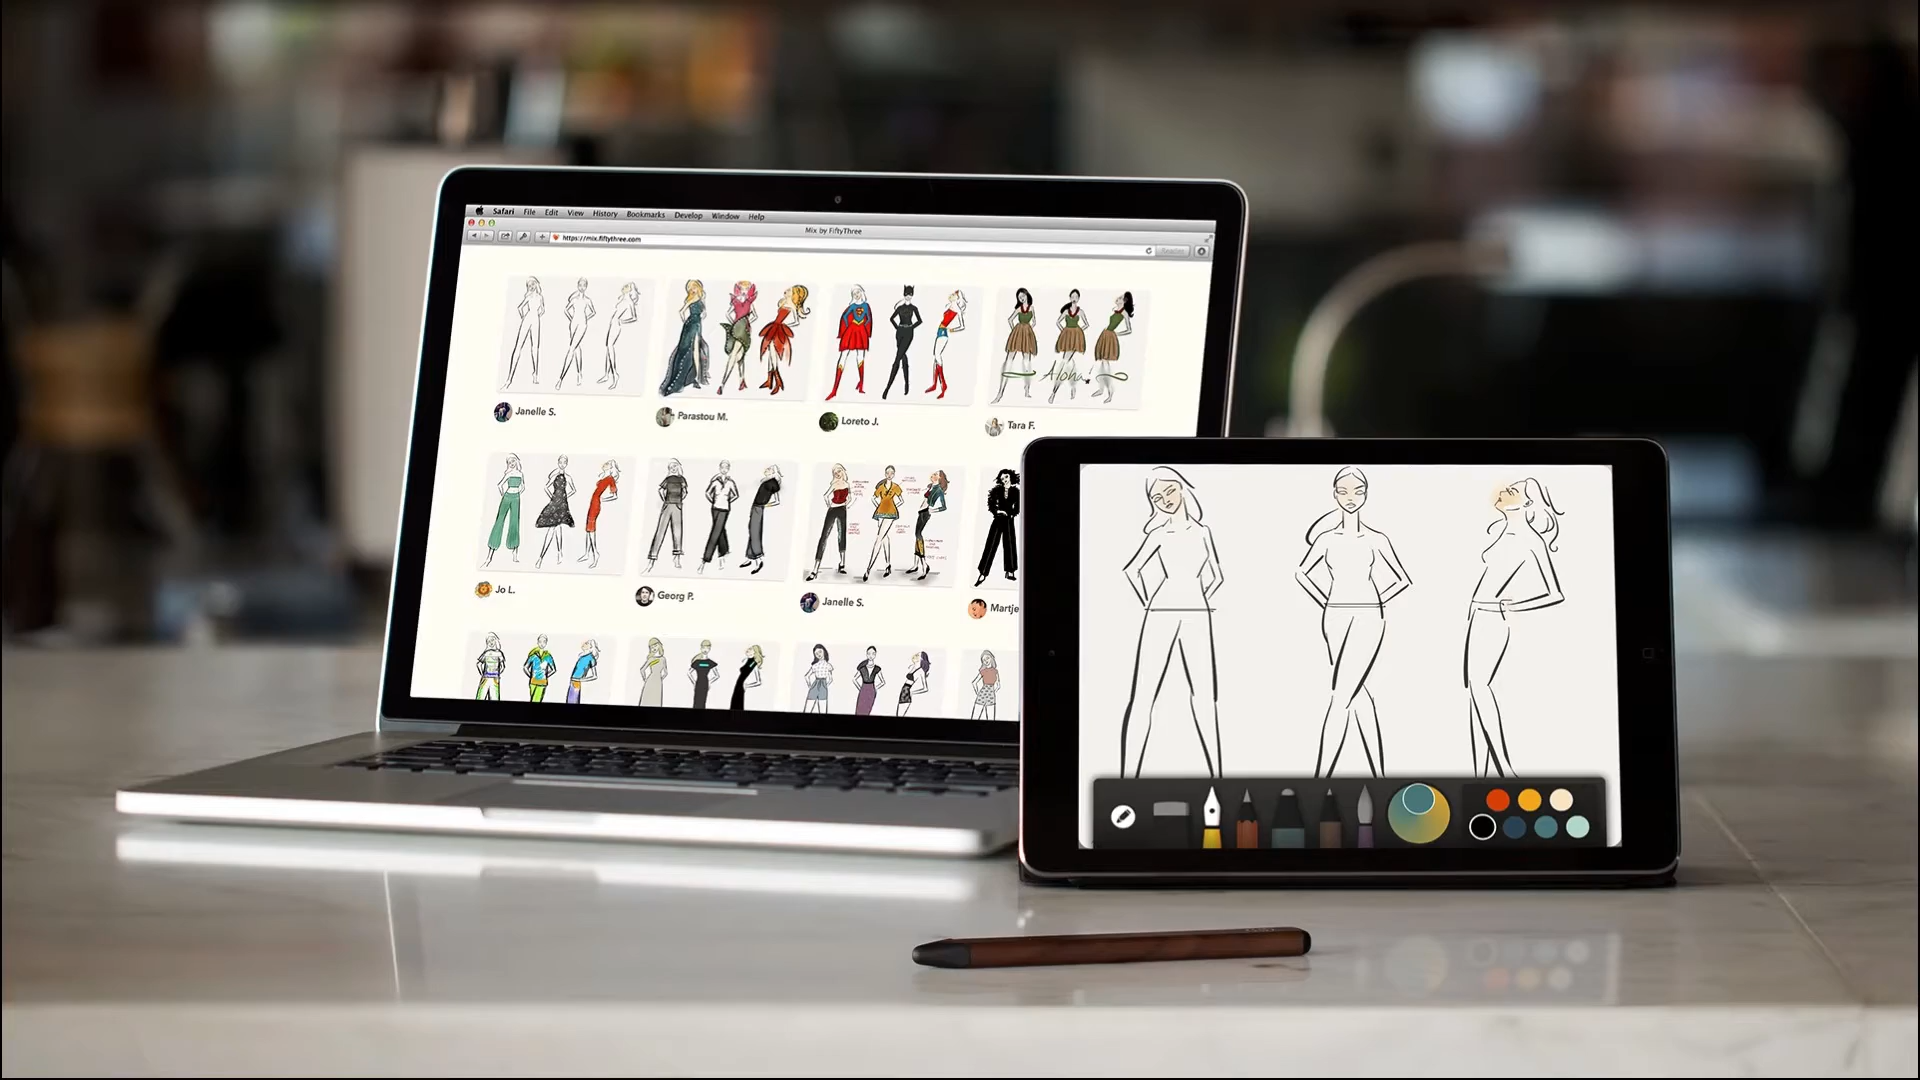 Safari File Edit View History Bookmarks Develop Window Help
Mix by FiftyThree
https://mix.fiftythree.com
Reader
Aloha!
Janelle S.
Parastou M.
Loreto J.
Tara F.
Jo L.
Georg P.
Janelle S.
Martje